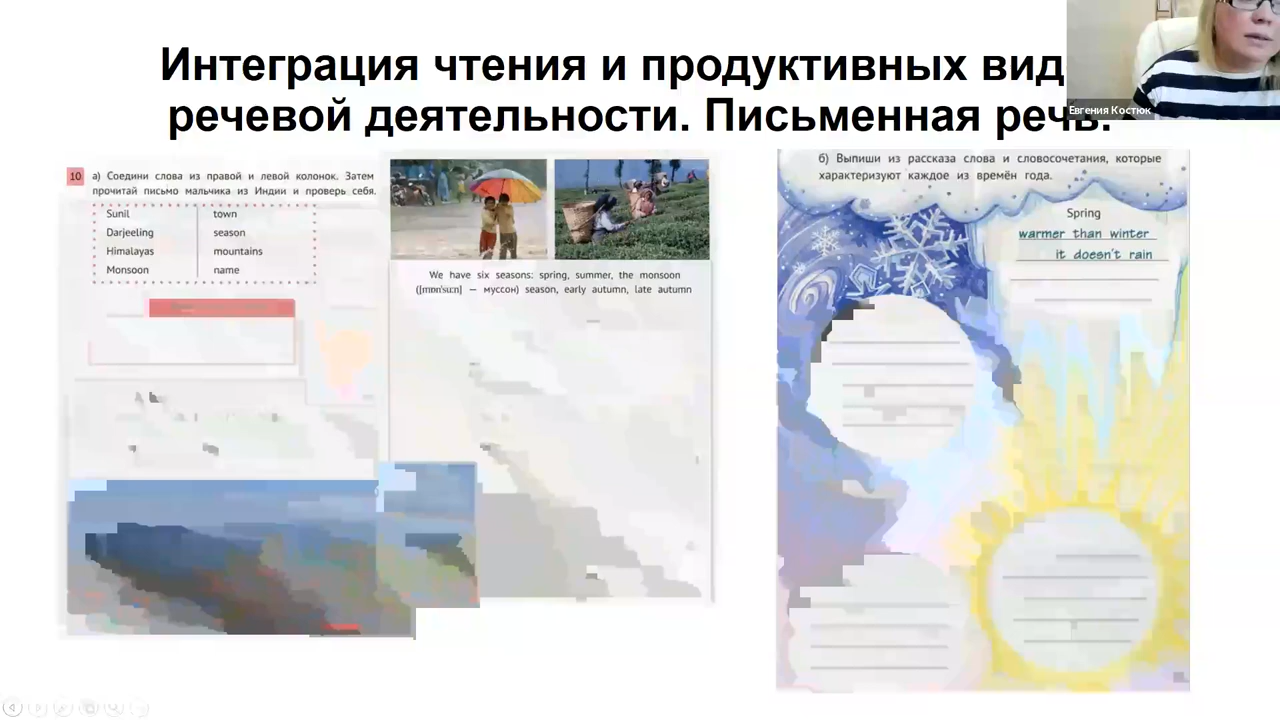 Интеграция чтения и продуктивных вид
речевой деятельности. Письменная речь.
Евгения Костюк
10 а) Соедини слова из правой и левой колонок. Затем
прочитай письмо мальчика из Индии и проверь себя.
Sunil town
Darjeeling season
Himalayas mountains
Monsoon name
We have six seasons: spring, summer, the monsoon
([mɒn'su:n] — муссон) season, early autumn, late autumn
б) Выпиши из рассказа слова и словосочетания, которые
характеризуют каждое из времён года.
Spring
warmer than winter
it doesn't rain